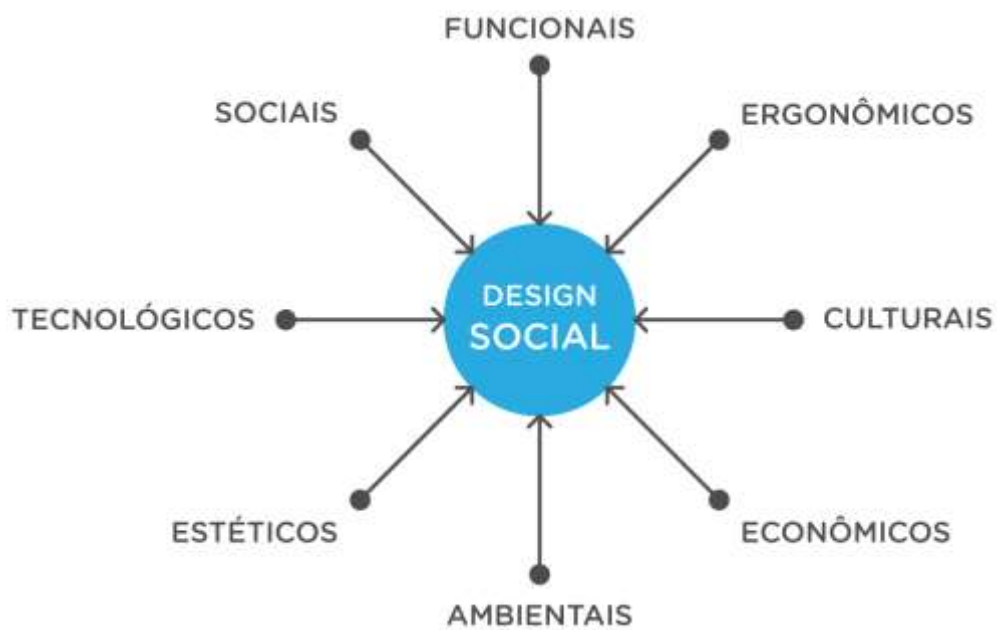 FUNCIONAIS
SOCIAIS
ERGONÔMICOS
DESIGN
SOCIAL
TECNOLÓGICOS
CULTURAIS
ESTÉTICOS
ECONÔMICOS
AMBIENTAIS